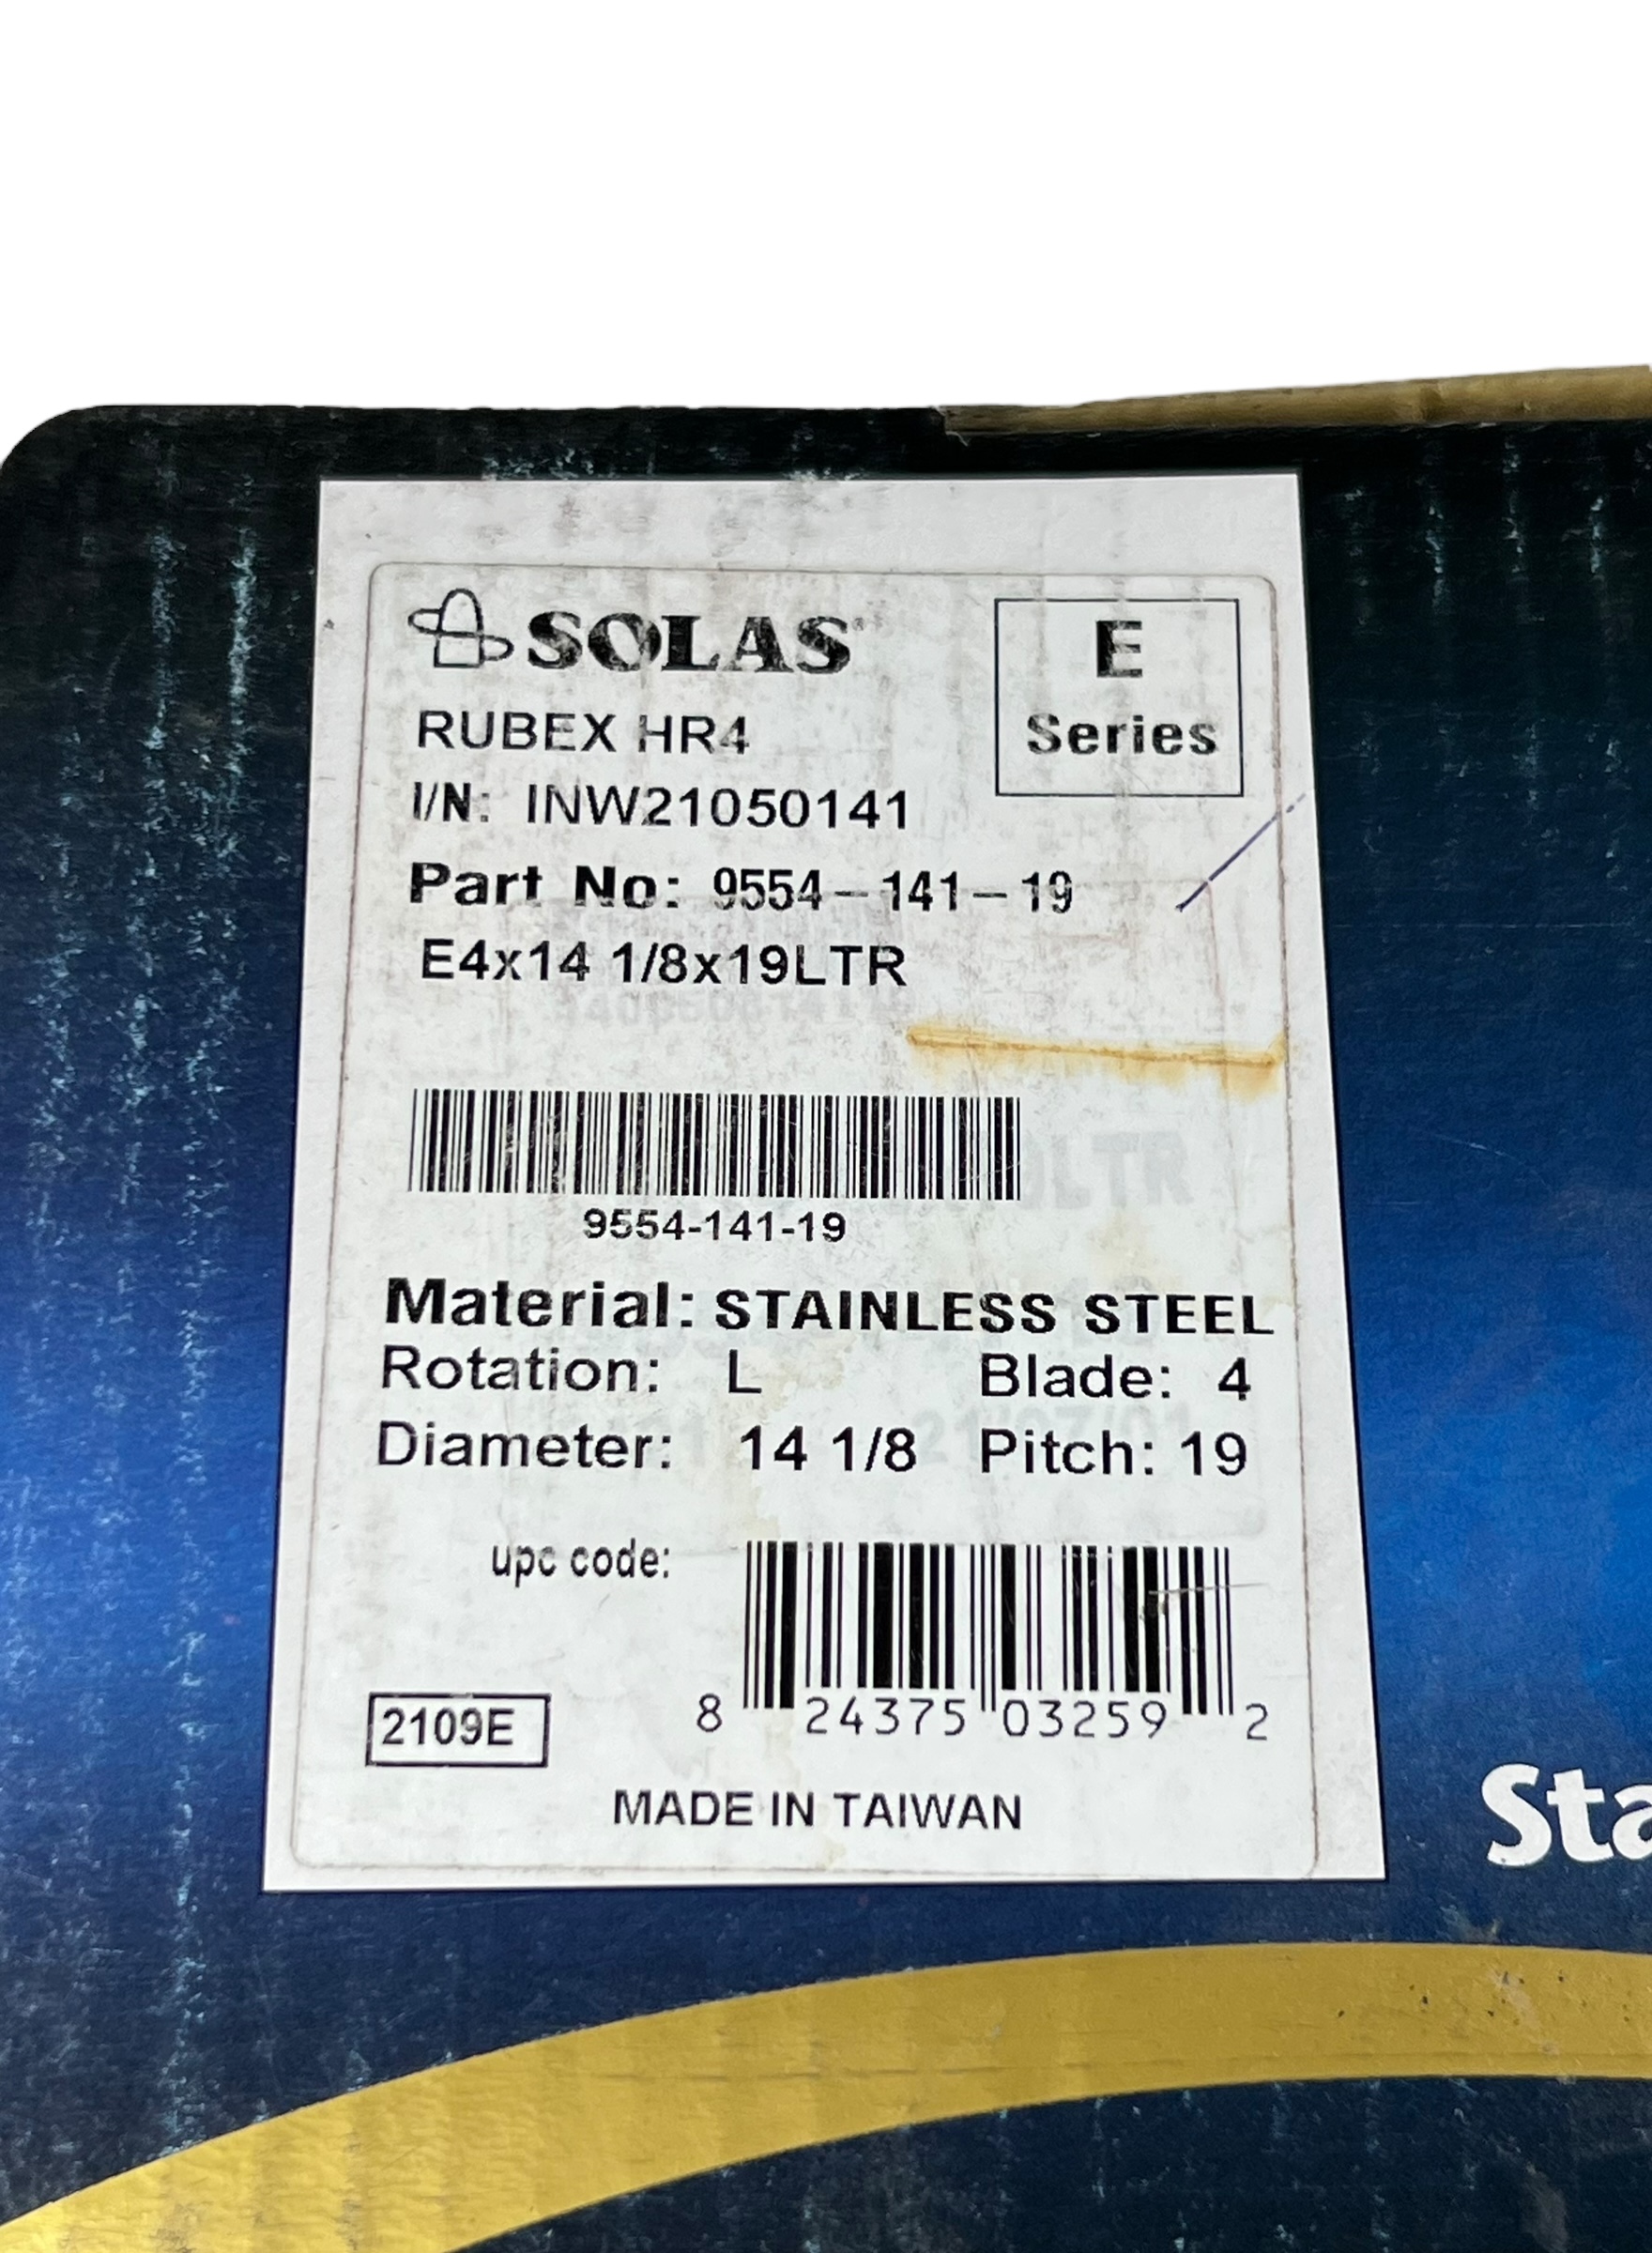 SOLAS
E
Series
RUBEX HR4
I/N: INW21050141
Part No: 9554-141-19
E4x14 1/8x19LTR
9554-141-19
Material: STAINLESS STEEL
Rotation: L Blade: 4
Diameter: 14 1/8 Pitch: 19
upc code:
8 24375 03259 2
2109E
MADE IN TAIWAN
Sta